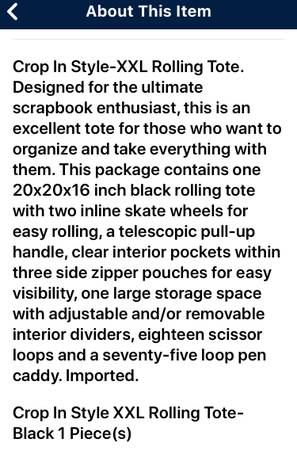 About This Item
Crop In Style-XXL Rolling Tote.
Designed for the ultimate
scrapbook enthusiast, this is an
excellent tote for those who want to
organize and take everything with
them. This package contains one
20x20x16 inch black rolling tote
with two inline skate wheels for
easy rolling, a telescopic pull-up
handle, clear interior pockets within
three side zipper pouches for easy
visibility, one large storage space
with adjustable and/or removable
interior dividers, eighteen scissor
loops and a seventy-five loop pen
caddy. Imported.
Crop In Style XXL Rolling Tote-
Black 1 Piece(s)